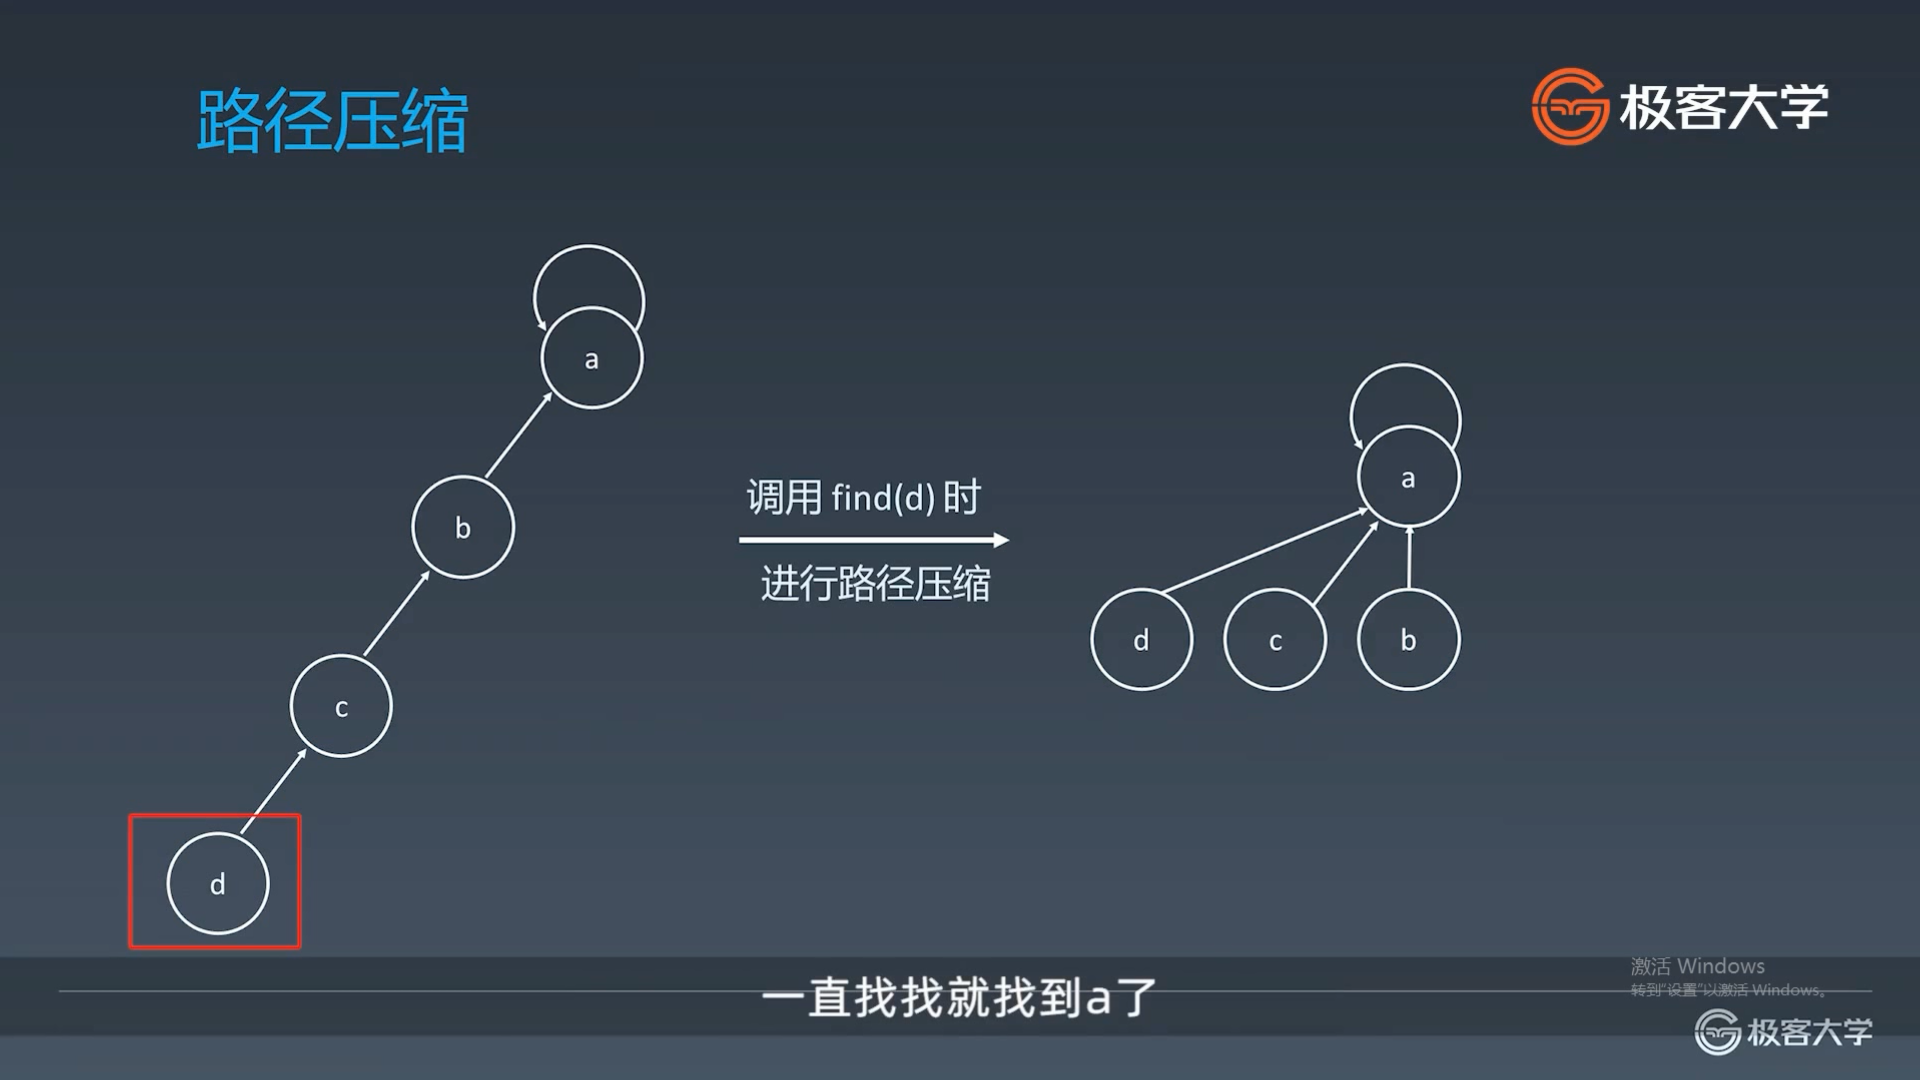 路径压缩
极客大学
a
b
c
d
调用 find(d) 时
进行路径压缩
a
d
c
b
一直找找就找到a了
激活 Windows
转到“设置”以激活 Windows。
极客大学